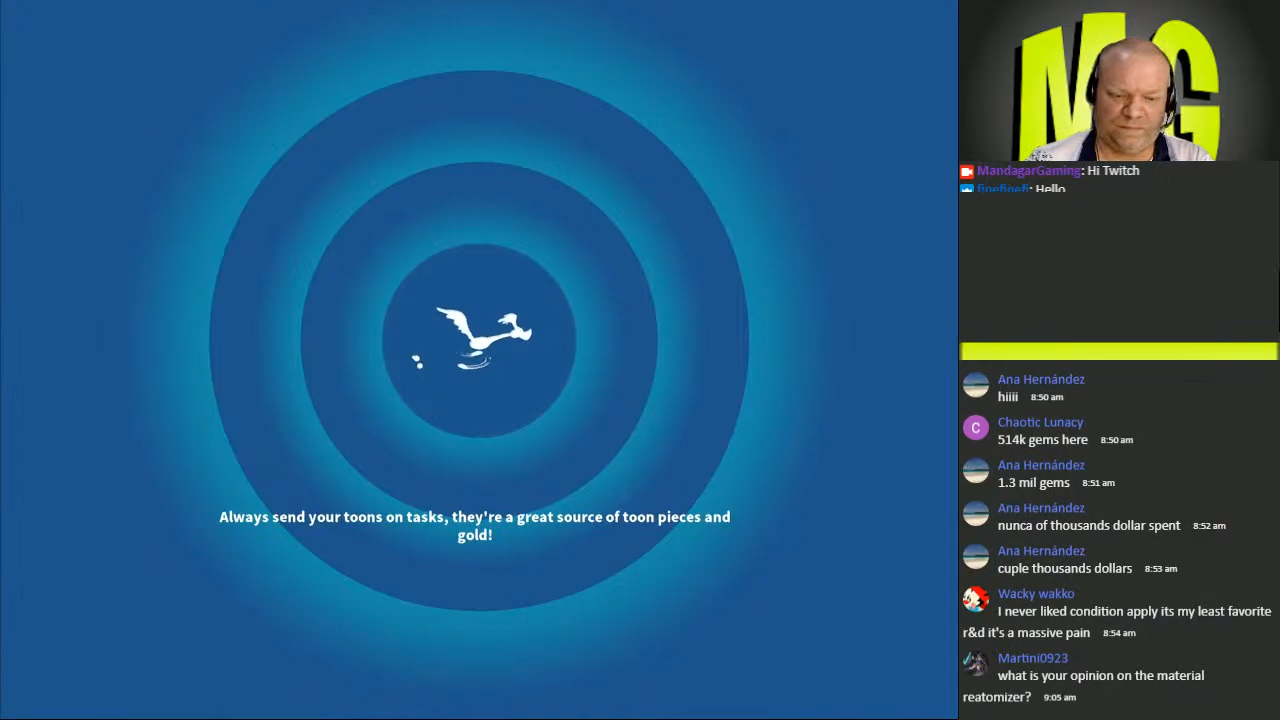 MG
MandagarGaming: Hi Twitch
finefinefi: Hello
Ana Hernández
hiiii 8:50 am
C
Chaotic Lunacy
514k gems here 8:50 am
Ana Hernández
1.3 mil gems 8:51 am
Ana Hernández
nunca of thousands dollar spent 8:52 am
Ana Hernández
cuple thousands dollars 8:53 am
Wacky wakko
I never liked condition apply its my least favorite
r&d it's a massive pain 8:54 am
Martini0923
what is your opinion on the material
reatomizer? 9:05 am
Always send your toons on tasks, they're a great source of toon pieces and
gold!